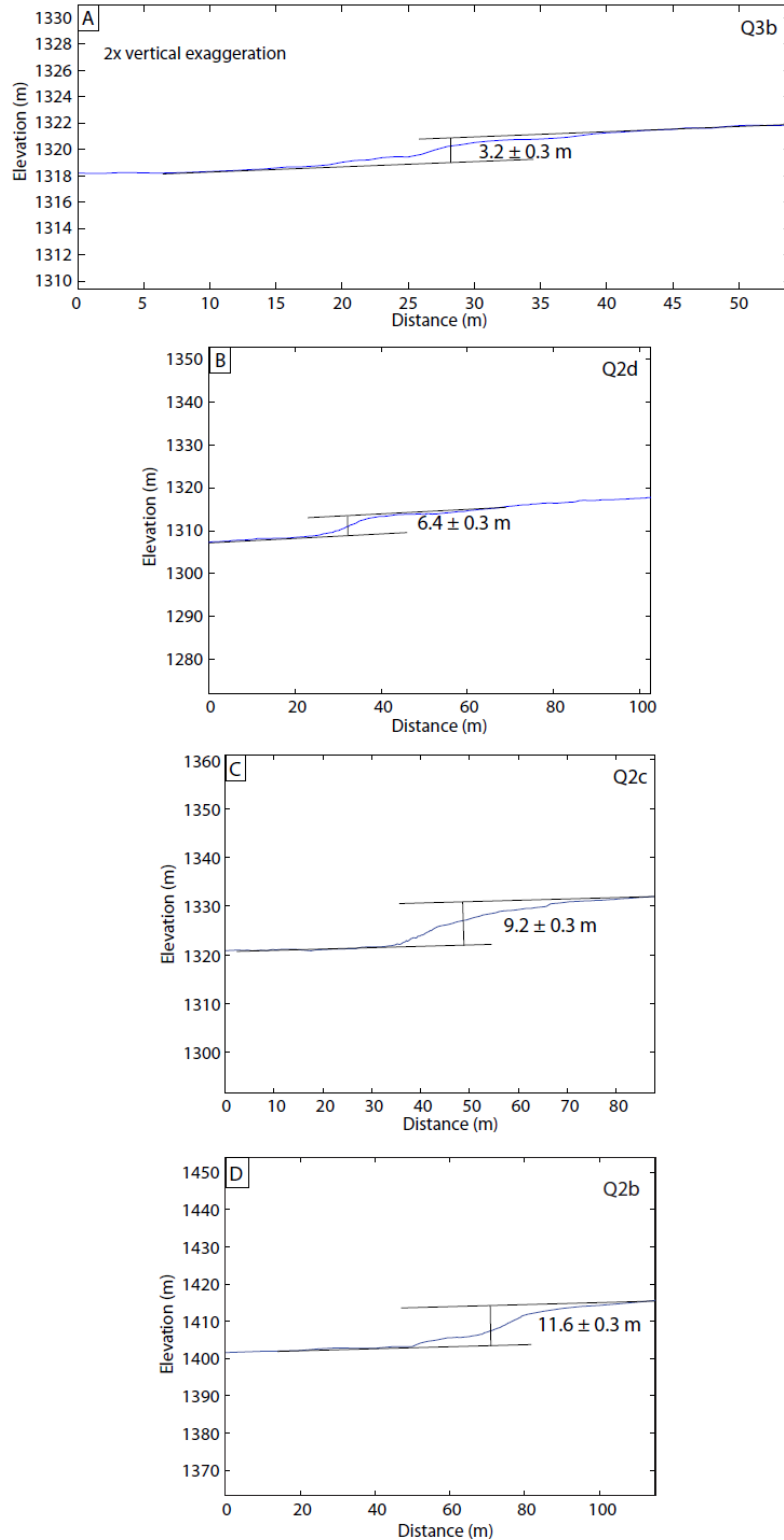 A
Q3b
2x vertical exaggeration
Elevation (m)
1330
1328
1326
1324
1322
1320
1318
1316
1314
1312
1310
3.2 ± 0.3 m
0 5 10 15 20 25 30 35 40 45 50
Distance (m)
B
Q2d
Elevation (m)
1350
1340
1330
1320
1310
1300
1290
1280
6.4 ± 0.3 m
0 20 40 60 80 100
Distance (m)
C
Q2c
Elevation (m)
1360
1350
1340
1330
1320
1310
1300
9.2 ± 0.3 m
0 10 20 30 40 50 60 70 80
Distance (m)
D
Q2b
Elevation (m)
1450
1440
1430
1420
1410
1400
1390
1380
1370
11.6 ± 0.3 m
0 20 40 60 80 100
Distance (m)